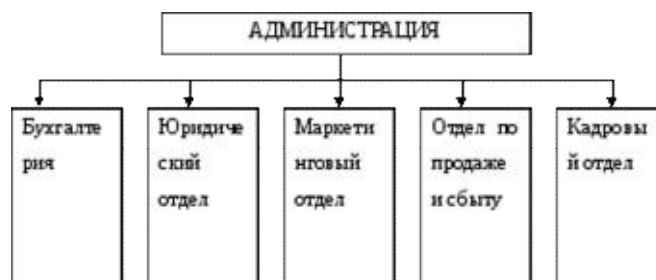 АДМИНИСТРАЦИЯ
Бухгалте
рия
Юридиче
ский
отдел
Маркети
нговый
отдел
Отдел по
продаже
и сбыту
Кадровы
й отдел